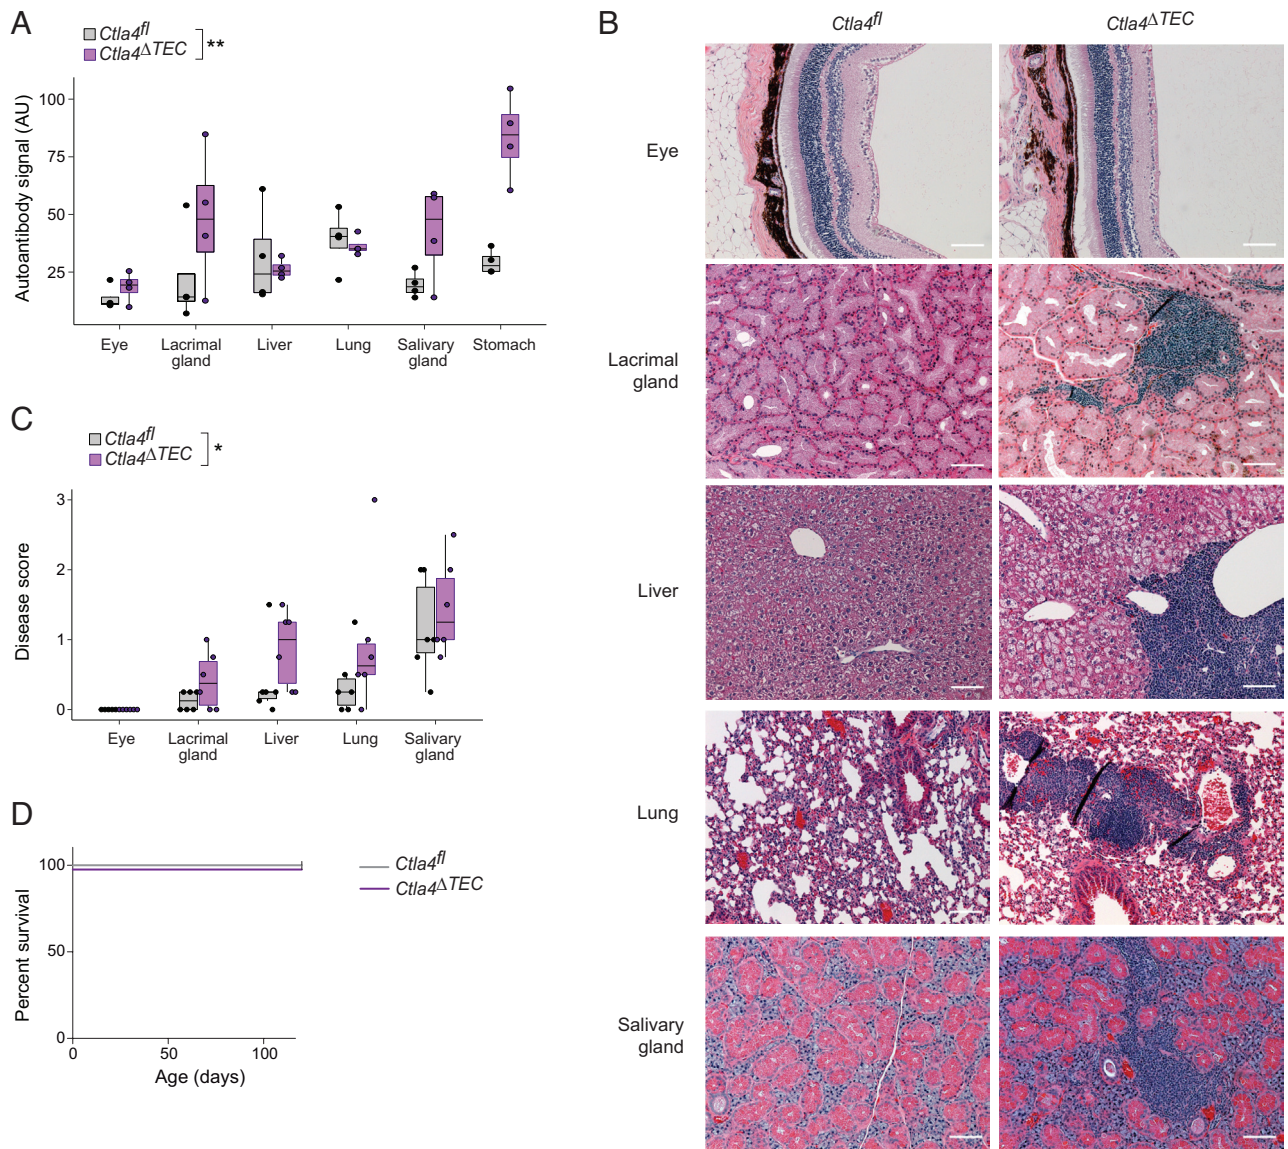 A
Ctla4fl
Ctla4ΔTEC
**
Autoantibody signal (AU)
100
75
50
25
Eye
Lacrimal
gland
Liver
Lung
Salivary
gland
Stomach
B
Ctla4fl
Ctla4ΔTEC
Eye
Lacrimal
gland
Liver
Lung
Salivary
gland
C
Ctla4fl
Ctla4ΔTEC
*
Disease score
3
2
1
0
Eye
Lacrimal
gland
Liver
Lung
Salivary
gland
D
Percent survival
100
50
0
0
50
100
Age (days)
Ctla4fl
Ctla4ΔTEC